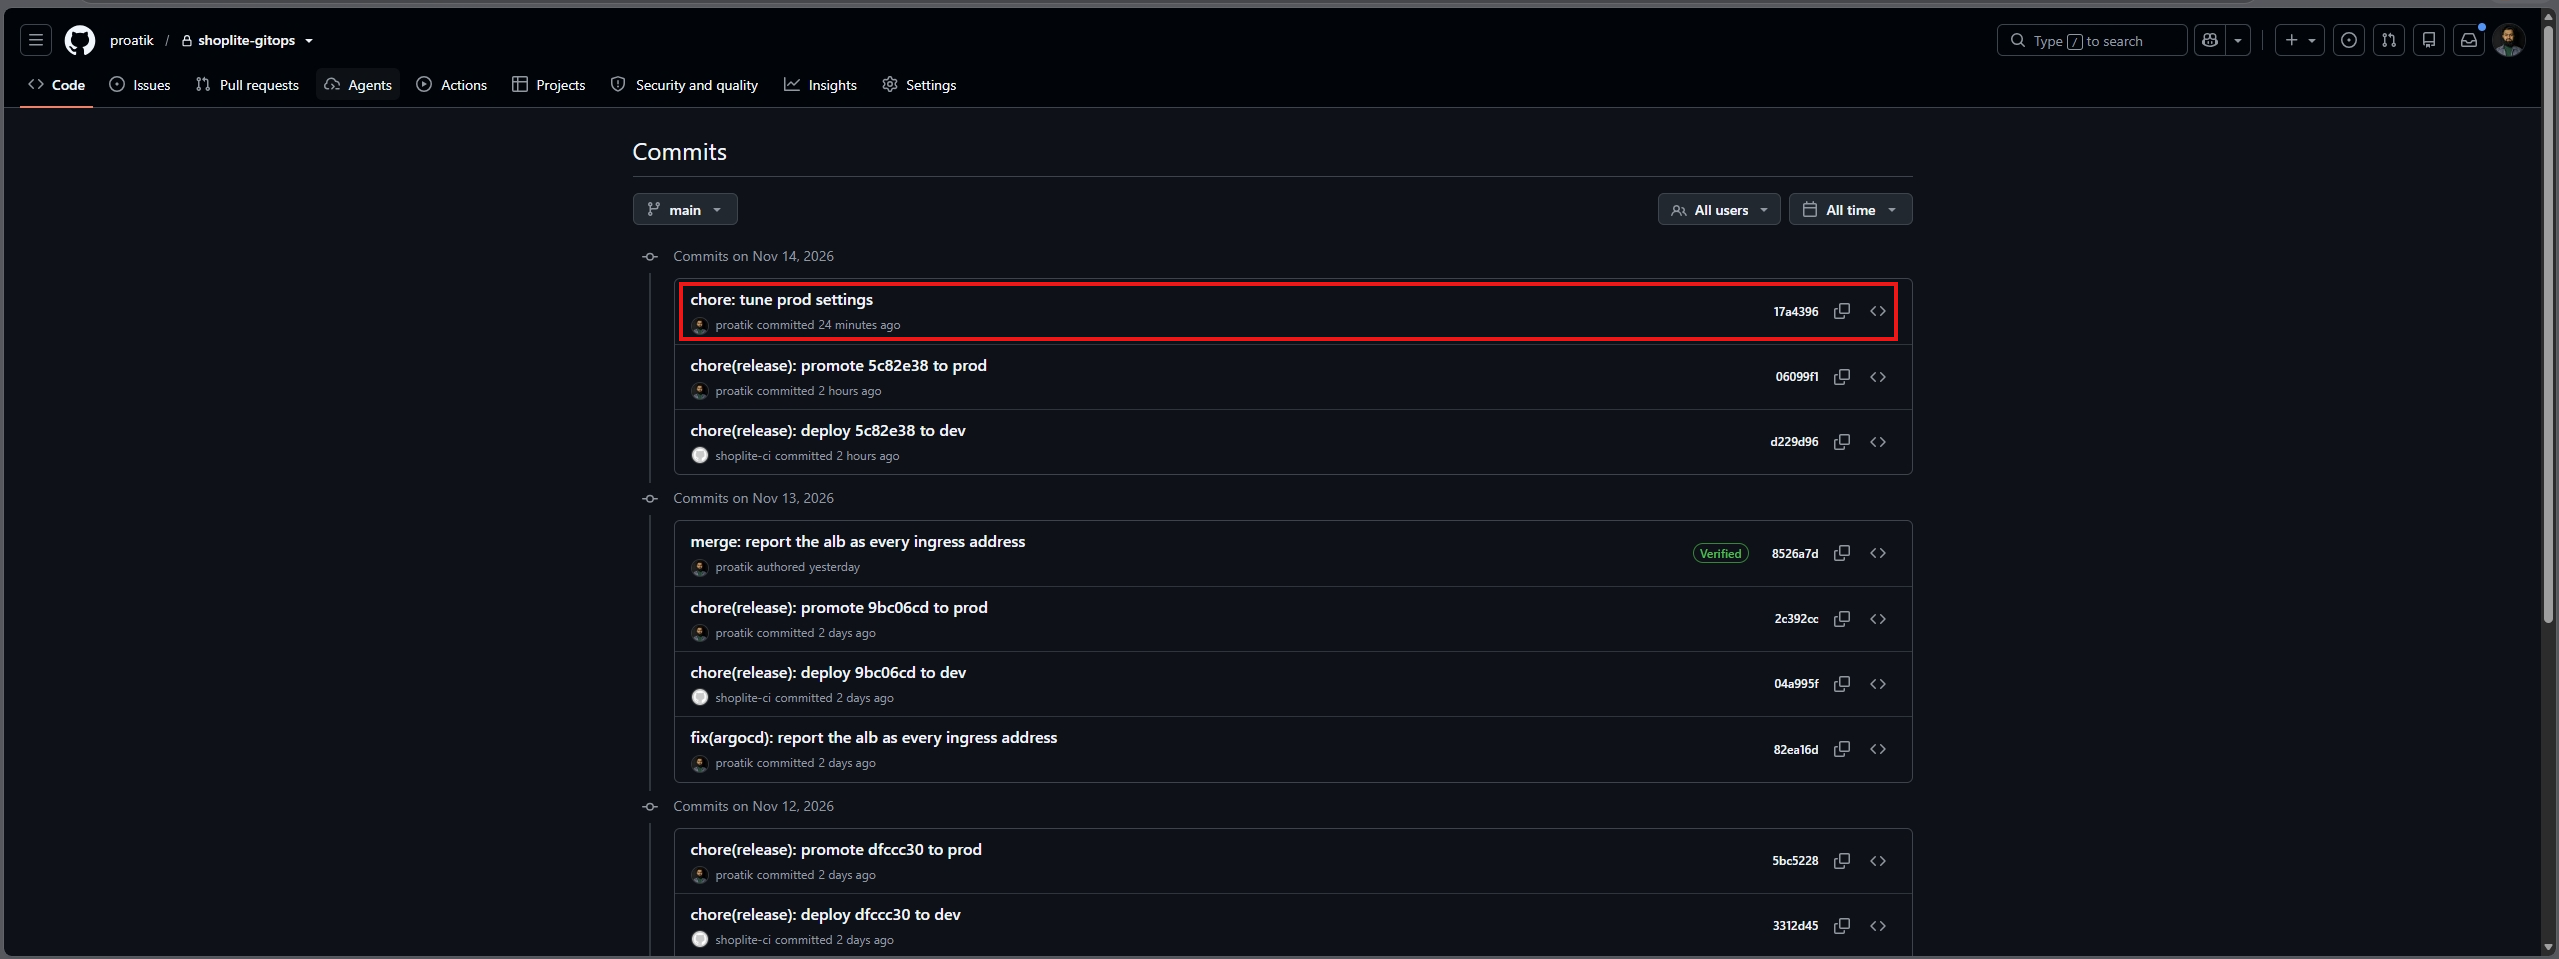 proatik / shoplite-gitops
Type / to search
Code
Issues
Pull requests
Agents
Actions
Projects
Security and quality
Insights
Settings
Commits
main
All users
All time
Commits on Nov 14, 2026
chore: tune prod settings
proatik committed 24 minutes ago
17a4396
chore(release): promote 5c82e38 to prod
proatik committed 2 hours ago
06099f1
chore(release): deploy 5c82e38 to dev
shoplite-ci committed 2 hours ago
d229d96
Commits on Nov 13, 2026
merge: report the alb as every ingress address
proatik authored yesterday
Verified
8526a7d
chore(release): promote 9bc06cd to prod
proatik committed 2 days ago
2c392cc
chore(release): deploy 9bc06cd to dev
shoplite-ci committed 2 days ago
04a995f
fix(argocd): report the alb as every ingress address
proatik committed 2 days ago
82ea16d
Commits on Nov 12, 2026
chore(release): promote dfccc30 to prod
proatik committed 2 days ago
5bc5228
chore(release): deploy dfccc30 to dev
shoplite-ci committed 2 days ago
3312d45